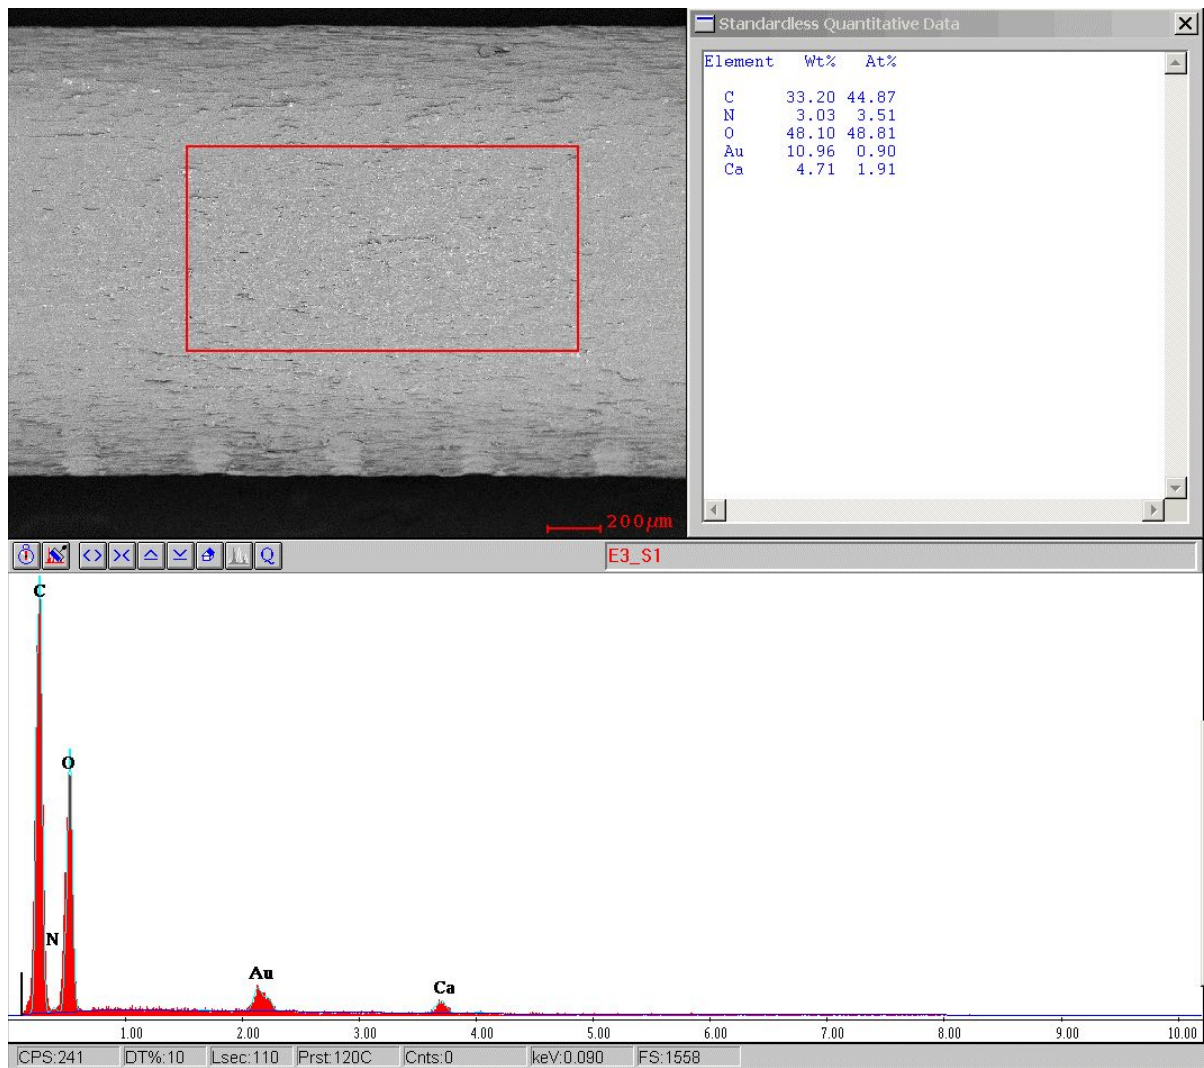 Standardless Quantitative Data
Element Wt% At%
C 33.20 44.87
N 3.03 3.51
O 48.10 48.81
Au 10.96 0.90
Ca 4.71 1.91
200μm
Q
E3_S1
C
O
N
Au
Ca
1.00 2.00 3.00 4.00 5.00 6.00 7.00 8.00 9.00 10.00
CPS:241 DT%:10 Lsec:110 Prst:120C Cnts:0 keV:0.090 FS:1558